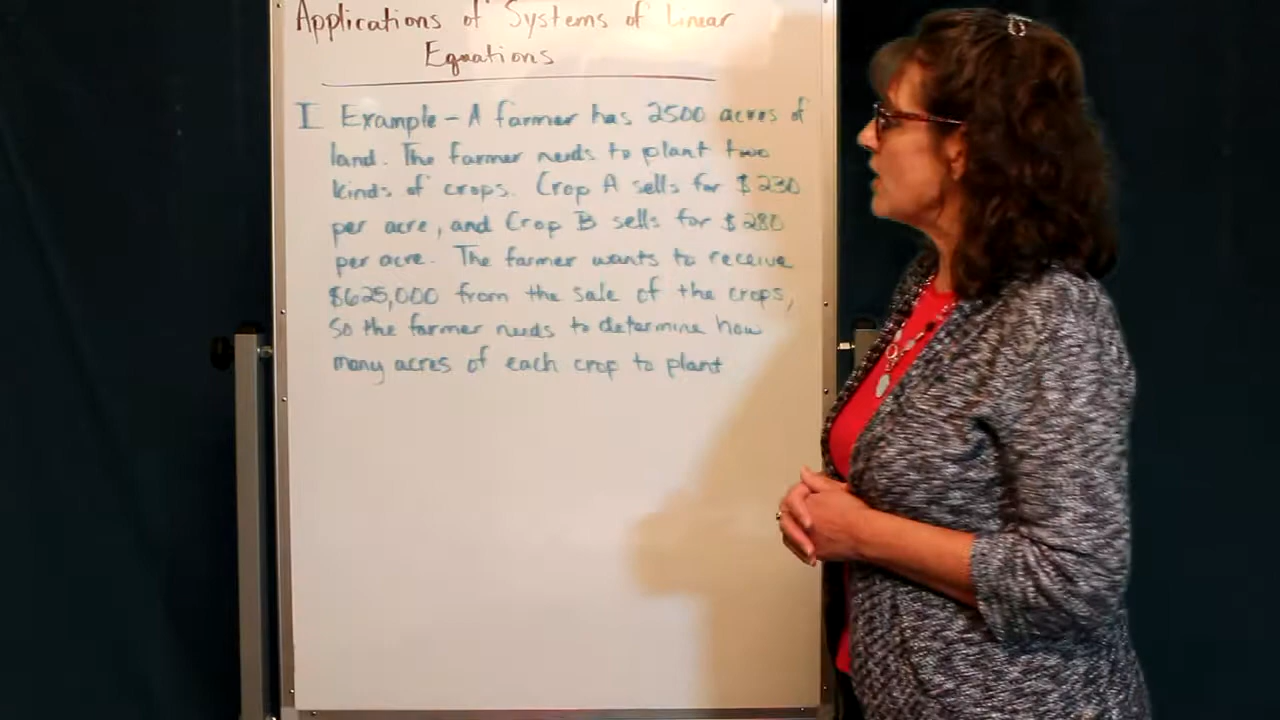 Applications of Systems of Linear
Equations
I Example - A farmer has 2500 acres of
land. The farmer needs to plant two
kinds of crops. Crop A sells for $230
per acre, and Crop B sells for $280
per acre. The farmer wants to receive
$625,000 from the sale of the crops,
so the farmer needs to determine how
many acres of each crop to plant